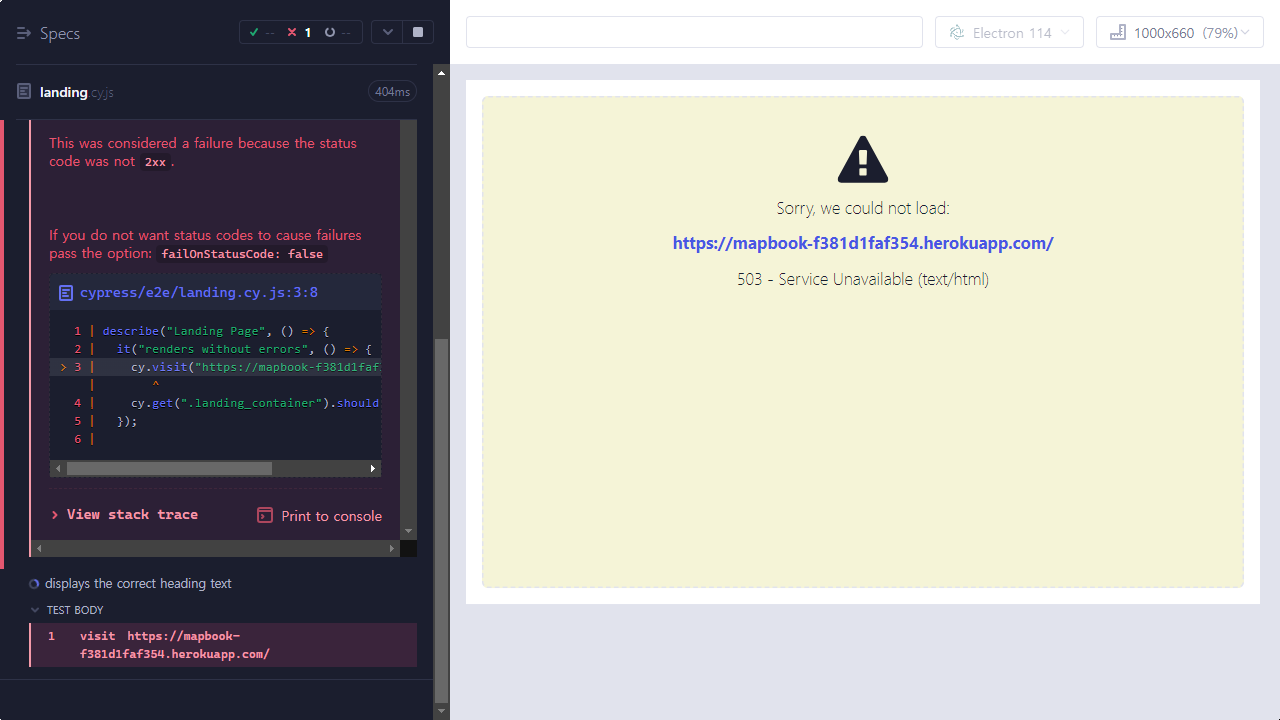 Specs
-- 1 --
landing.cy.js
404ms
This was considered a failure because the status
code was not 2xx.
If you do not want status codes to cause failures
pass the option: failOnStatusCode: false
cypress/e2e/landing.cy.js:3:8
1 | describe("Landing Page", () => {
2 |   it("renders without errors", () => {
> 3 |     cy.visit("https://mapbook-f381d1faf
|        ^
4 |     cy.get(".landing_container").should
5 |   });
6 |
> View stack trace
Print to console
displays the correct heading text
TEST BODY
1 visit https://mapbook-
f381d1faf354.herokuapp.com/
Electron 114
1000x660 (79%)
Sorry, we could not load:
https://mapbook-f381d1faf354.herokuapp.com/
503 - Service Unavailable (text/html)